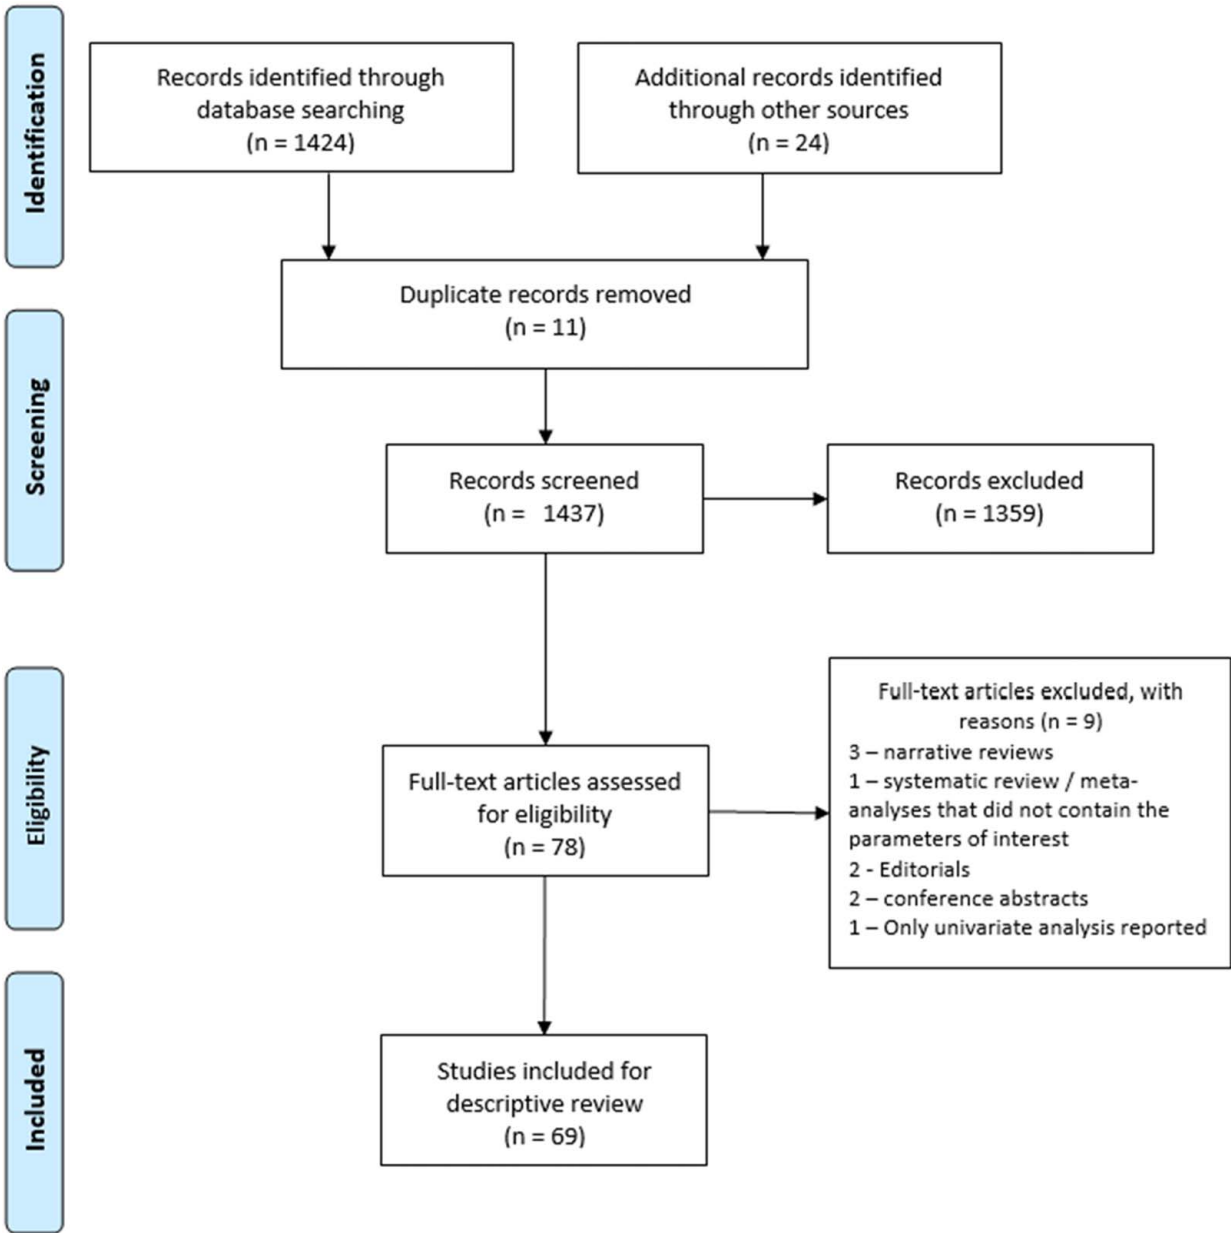 Identification
Records identified through
database searching
(n = 1424)
Additional records identified
through other sources
(n = 24)
Duplicate records removed
(n = 11)
Screening
Records screened
(n =   1437)
Records excluded
(n = 1359)
Eligibility
Full-text articles assessed
for eligibility
(n = 78)
Full-text articles excluded, with
reasons (n = 9)
3 – narrative reviews
1 – systematic review / meta-
analyses that did not contain the
parameters of interest
2 - Editorials
2 – conference abstracts
1 – Only univariate analysis reported
Included
Studies included for
descriptive review
(n = 69)